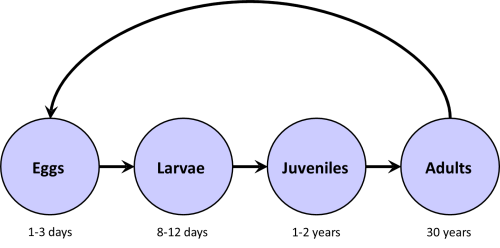 Eggs
Larvae
Juveniles
Adults
1-3 days
8-12 days
1-2 years
30 years